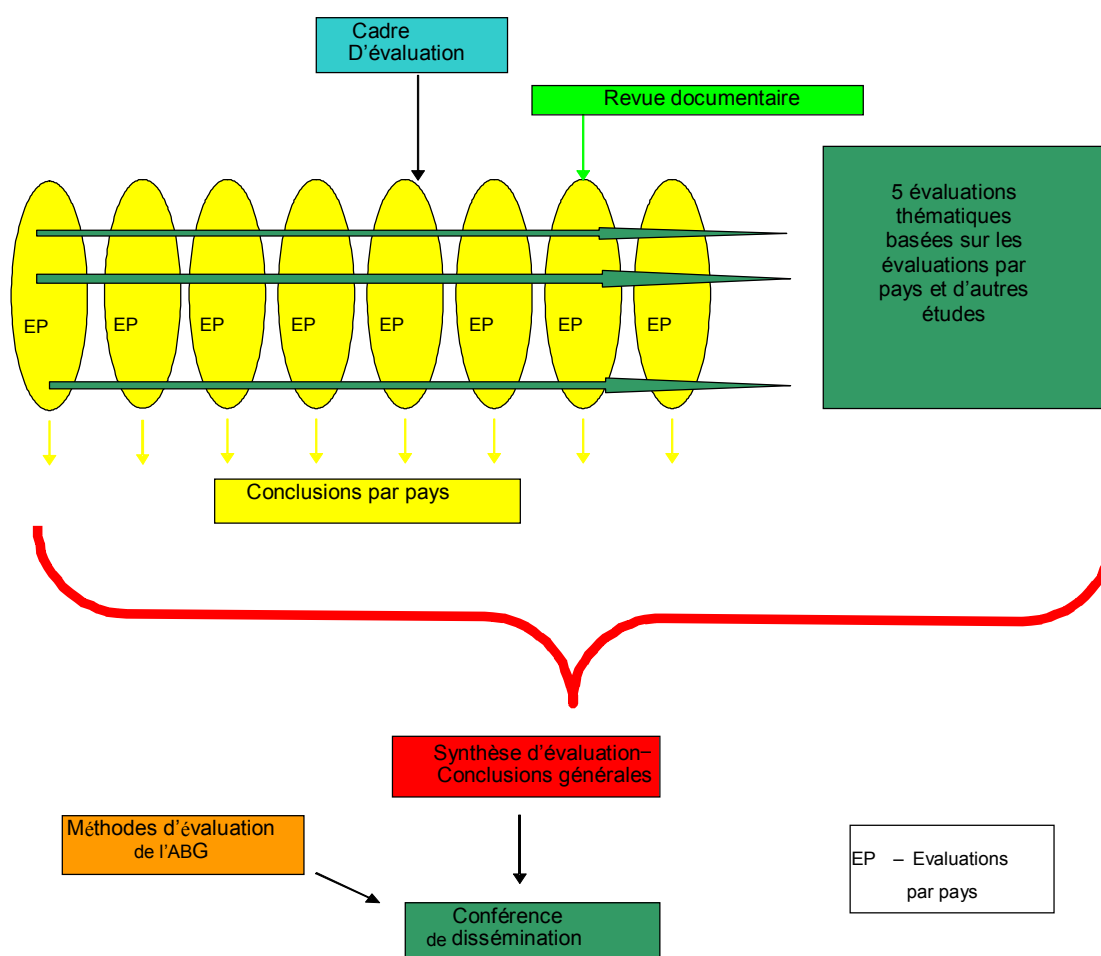 Cadre
D'évaluation
Revue documentaire
5 évaluations
thématiques
basées sur les
évaluations par
pays et d'autres
études
EP EP EP EP EP EP EP EP
Conclusions par pays
Synthèse d'évaluation–
Conclusions générales
Méthodes d'évaluation
de l'ABG
EP – Evaluations
par pays
Conférence
de dissémination